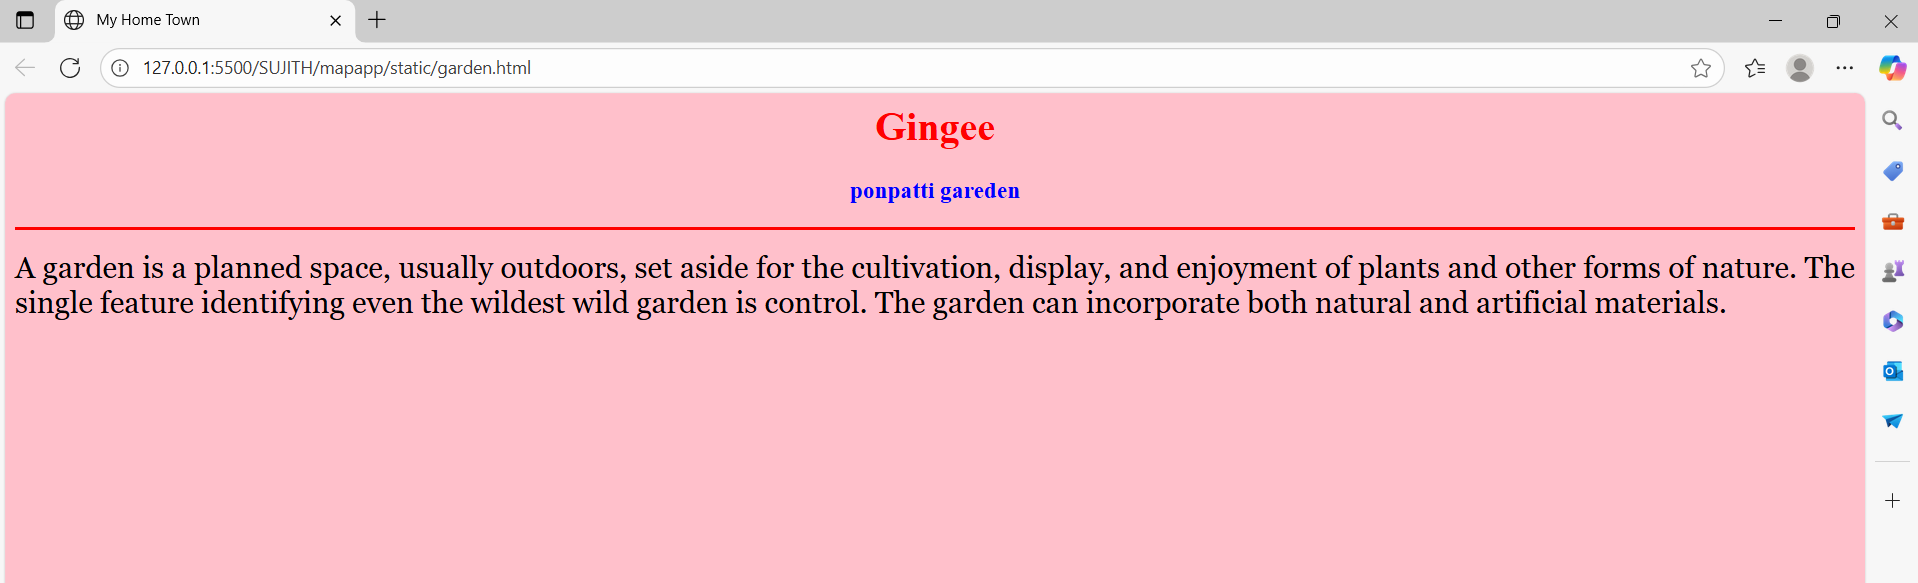 My Home Town
127.0.0.1:5500/SUJITH/mapapp/static/garden.html
Gingee
ponpatti gareden
A garden is a planned space, usually outdoors, set aside for the cultivation, display, and enjoyment of plants and other forms of nature. The
single feature identifying even the wildest wild garden is control. The garden can incorporate both natural and artificial materials.